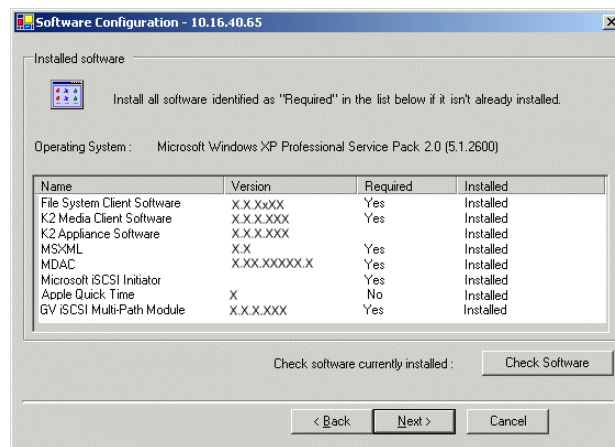 Software Configuration - 10.16.40.65
Installed software
Install all software identified as "Required" in the list below if it isn't already installed.
Operating System : Microsoft Windows XP Professional Service Pack 2.0 (5.1.2600)
Name Version Required Installed
File System Client Software X.X.XxXX Yes Installed
K2 Media Client Software X.X.X.XXX Yes Installed
K2 Appliance Software X.X.X.XXX Installed
MSXML X.X Yes Installed
MDAC X.XX.XXXXX.X Yes Installed
Microsoft iSCSI Initiator Yes Installed
Apple Quick Time X No Installed
GV iSCSI Multi-Path Module X.X.X.XXX Yes Installed
Check software currently installed : Check Software
< Back Next > Cancel